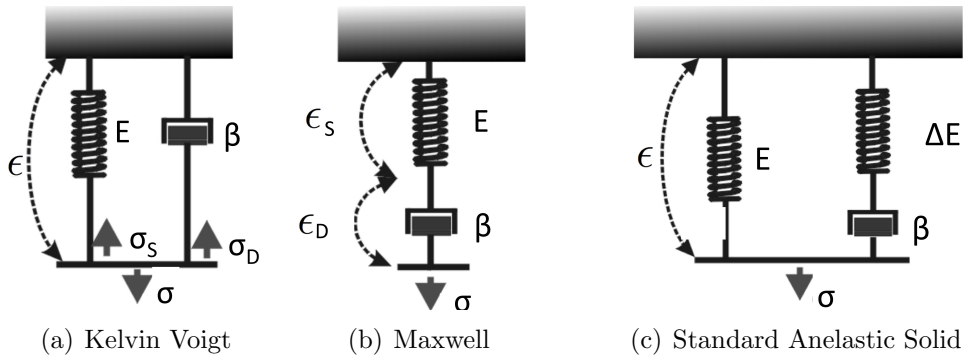 ϵ
E
β
σS
σD
σ
(a) Kelvin Voigt
ϵS
E
ϵD
β
σ
(b) Maxwell
ϵ
E
ΔE
β
σ
(c) Standard Anelastic Solid